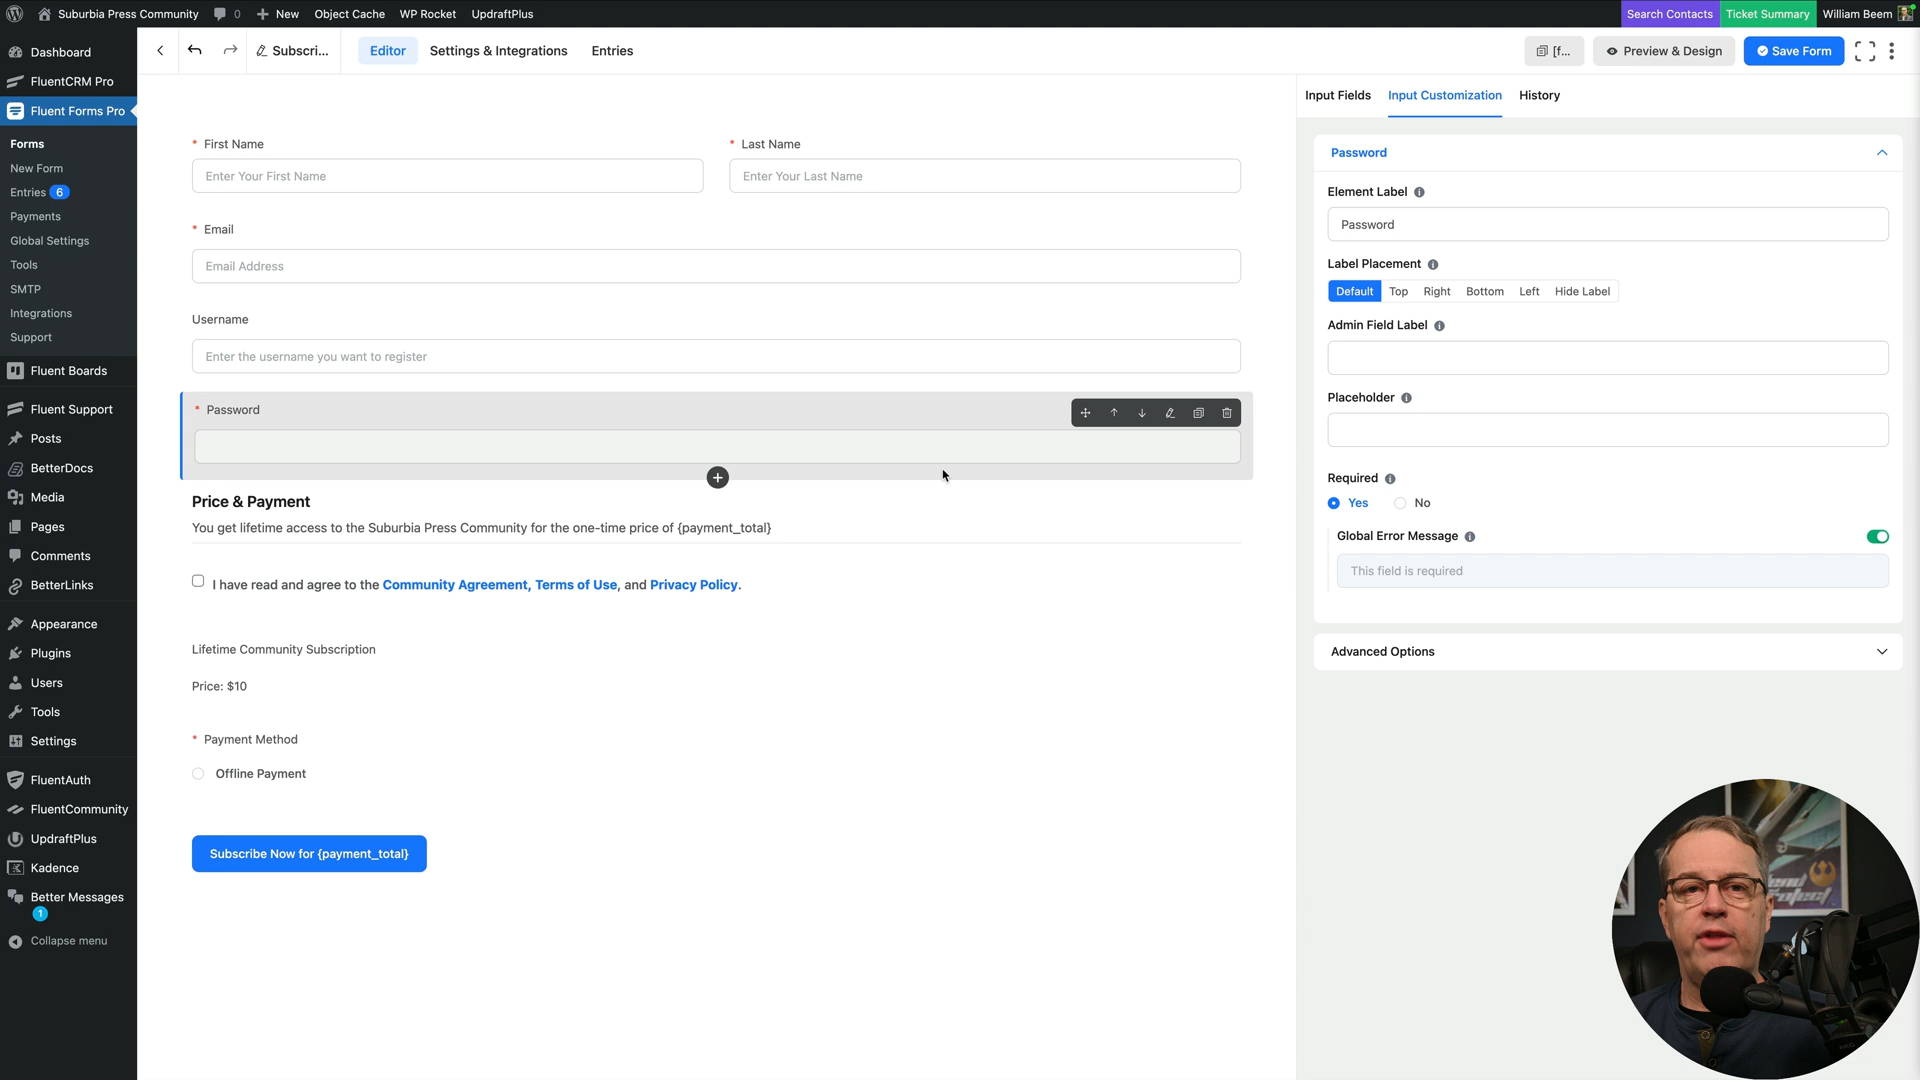 Suburbia Press Community
0
New
Object Cache
WP Rocket
UpdraftPlus
Search Contacts
Ticket Summary
William Beem
Dashboard
FluentCRM Pro
Fluent Forms Pro
Forms
New Form
Entries 6
Payments
Global Settings
Tools
SMTP
Integrations
Support
Fluent Boards
Fluent Support
Posts
BetterDocs
Media
Pages
Comments
BetterLinks
Appearance
Plugins
Users
Tools
Settings
FluentAuth
FluentCommunity
UpdraftPlus
Kadence
Better Messages
1
Collapse menu
Subscri...
Editor
Settings & Integrations
Entries
[f...
Preview & Design
Save Form
* First Name
Enter Your First Name
* Last Name
Enter Your Last Name
* Email
Email Address
Username
Enter the username you want to register
* Password
Price & Payment
You get lifetime access to the Suburbia Press Community for the one-time price of {payment_total}
I have read and agree to the Community Agreement, Terms of Use, and Privacy Policy.
Lifetime Community Subscription
Price: $10
* Payment Method
Offline Payment
Subscribe Now for {payment_total}
Input Fields
Input Customization
History
Password
Element Label
Password
Label Placement
Default
Top
Right
Bottom
Left
Hide Label
Admin Field Label
Placeholder
Required
Yes
No
Global Error Message
This field is required
Advanced Options